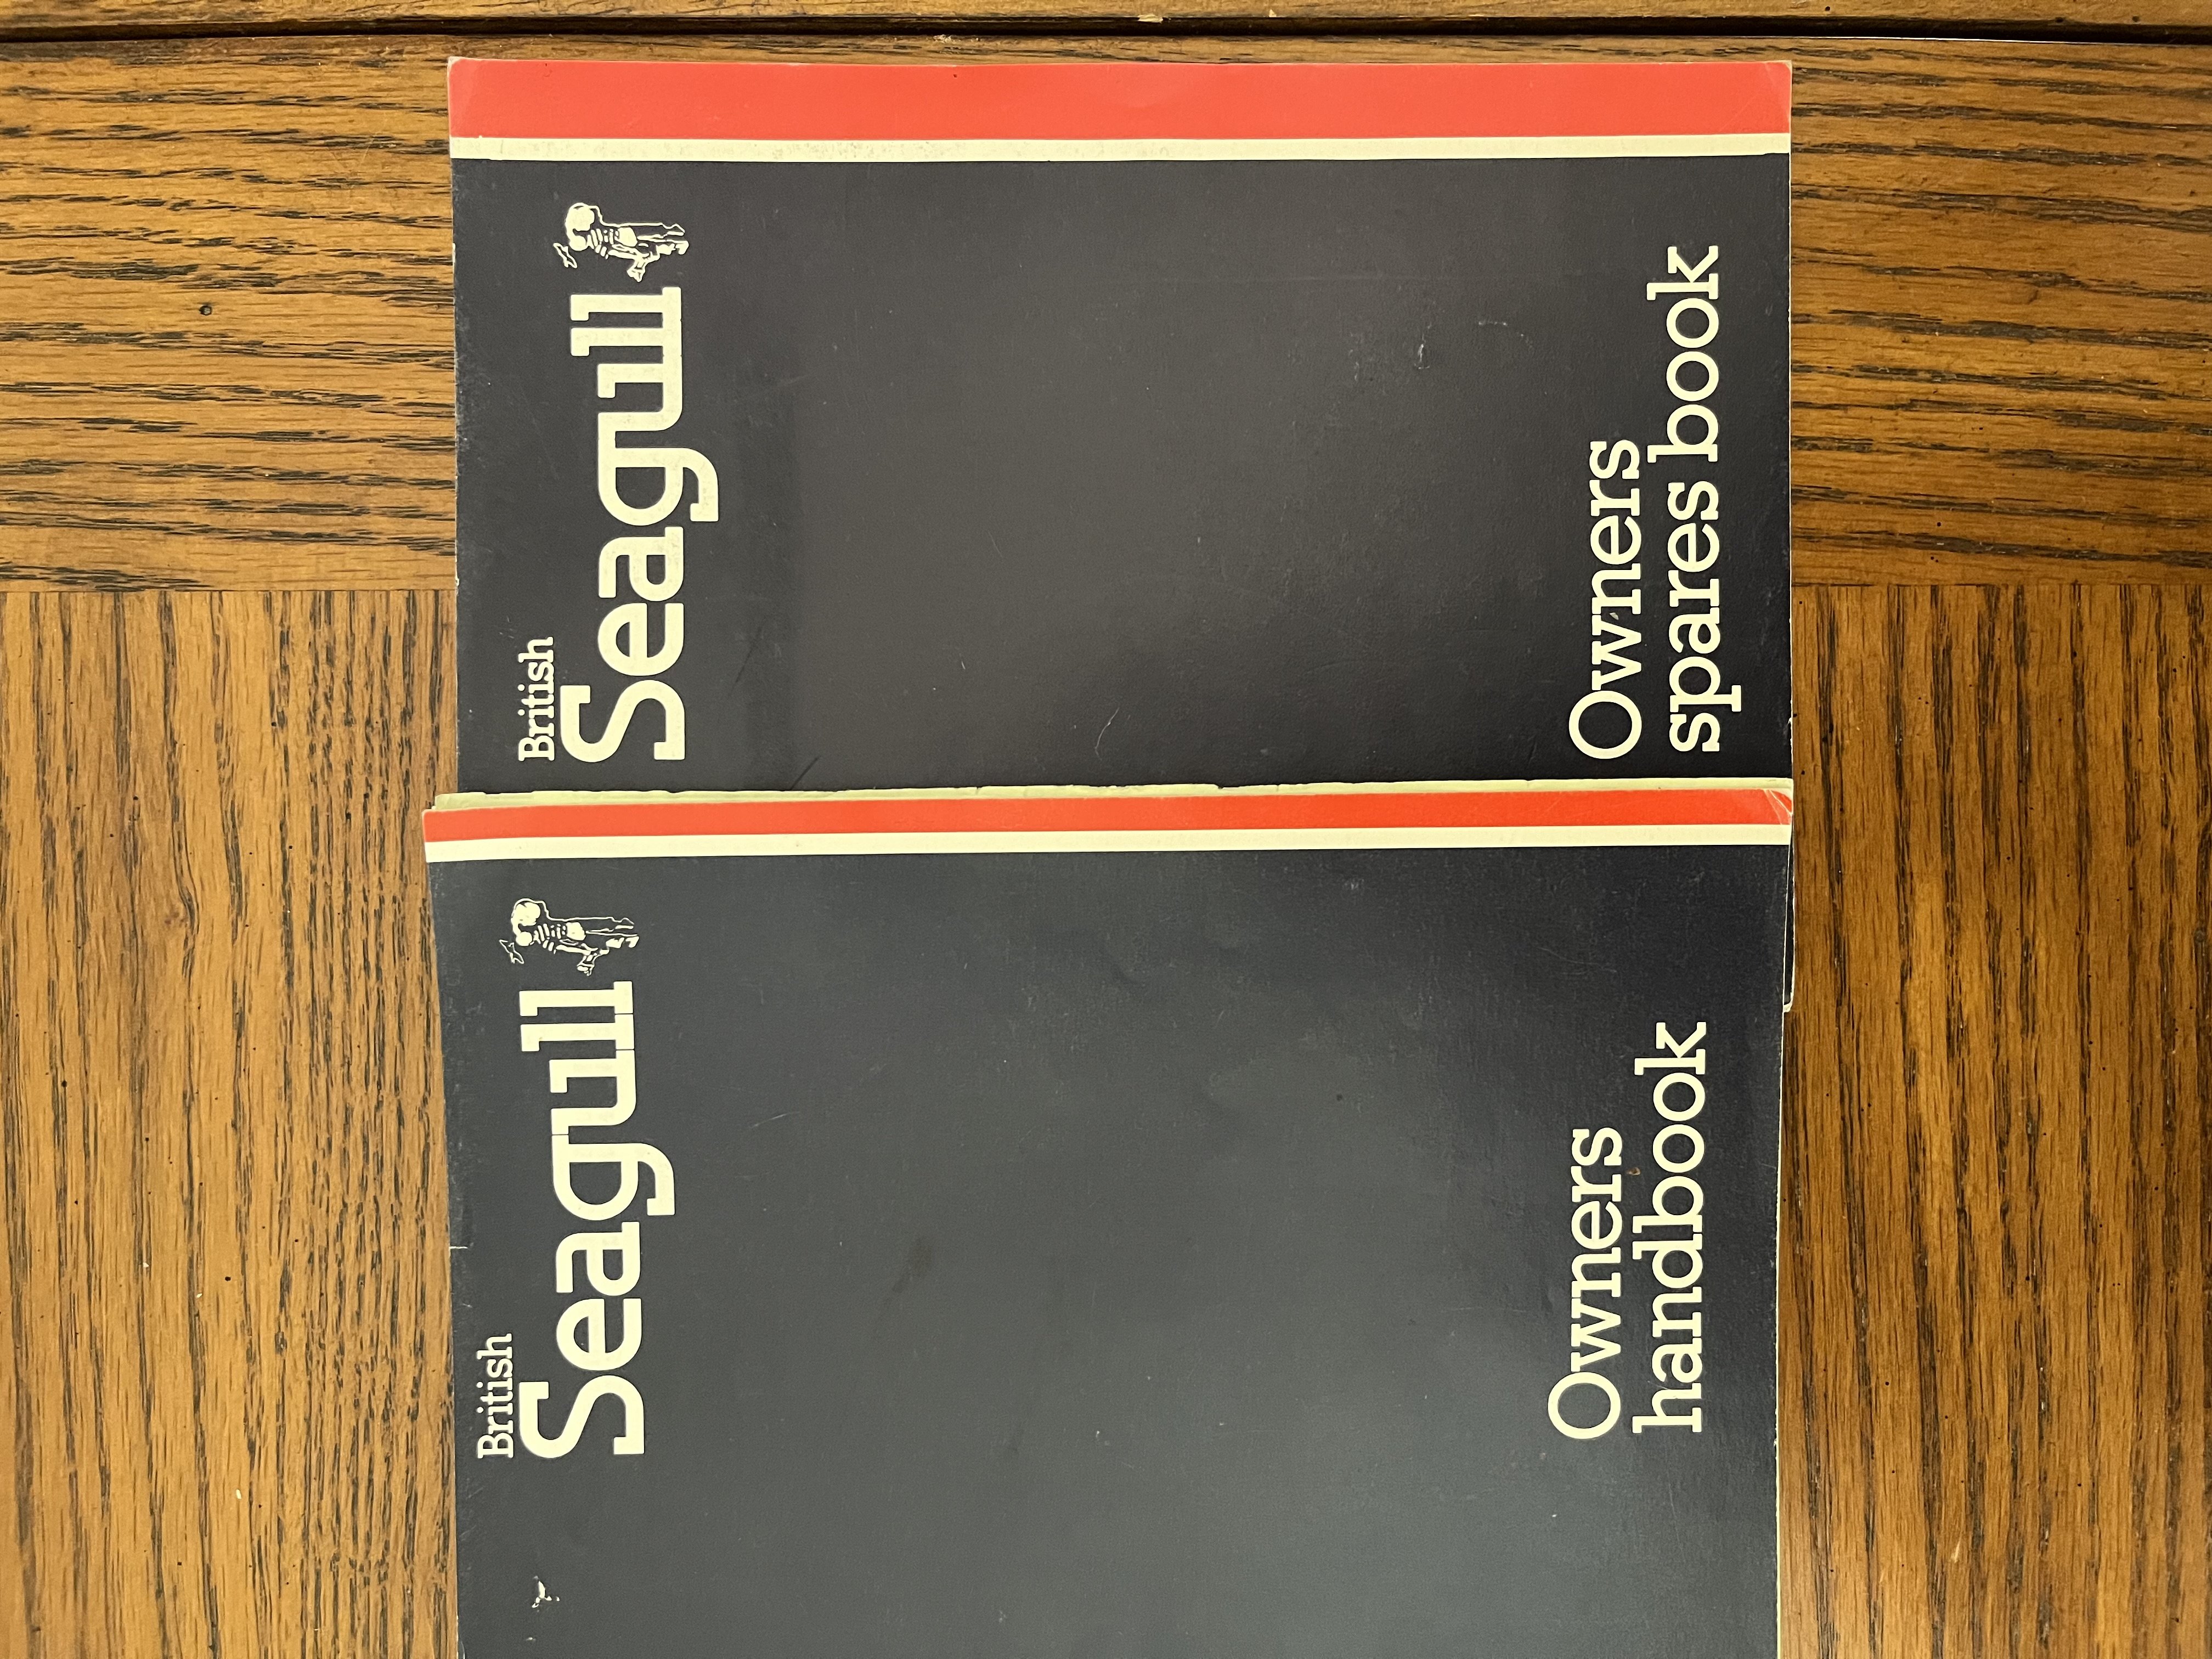 British
Seagull
Owners
spares book
British
Seagull
Owners
handbook